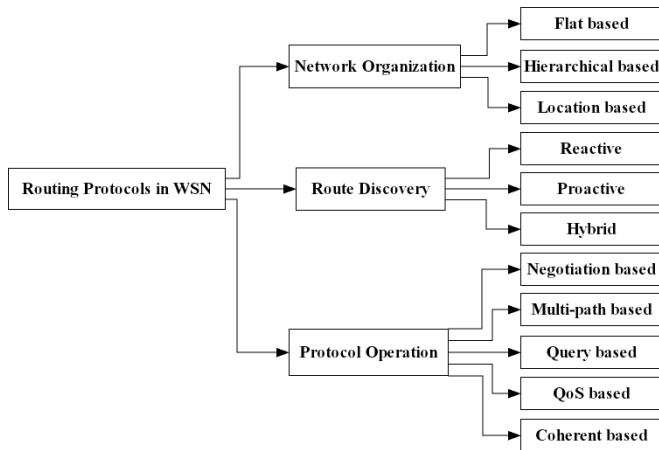 Routing Protocols in WSN
Network Organization
Flat based
Hierarchical based
Location based
Route Discovery
Reactive
Proactive
Hybrid
Protocol Operation
Negotiation based
Multi-path based
Query based
QoS based
Coherent based